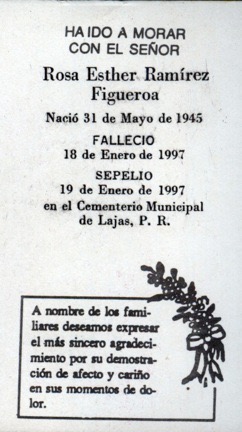 HA IDO A MORAR
CON EL SEÑOR
Rosa Esther Ramírez
Figueroa
Nació 31 de Mayo de 1945
FALLECIO
18 de Enero de 1997
SEPELIO
19 de Enero de 1997
en el Cementerio Municipal
de Lajas, P. R.
A nombre de los fami-
liares deseamos expresar
el más sincero agradeci-
miento por su demostra-
ción de afecto y cariño
en sus momentos de do-
lor.